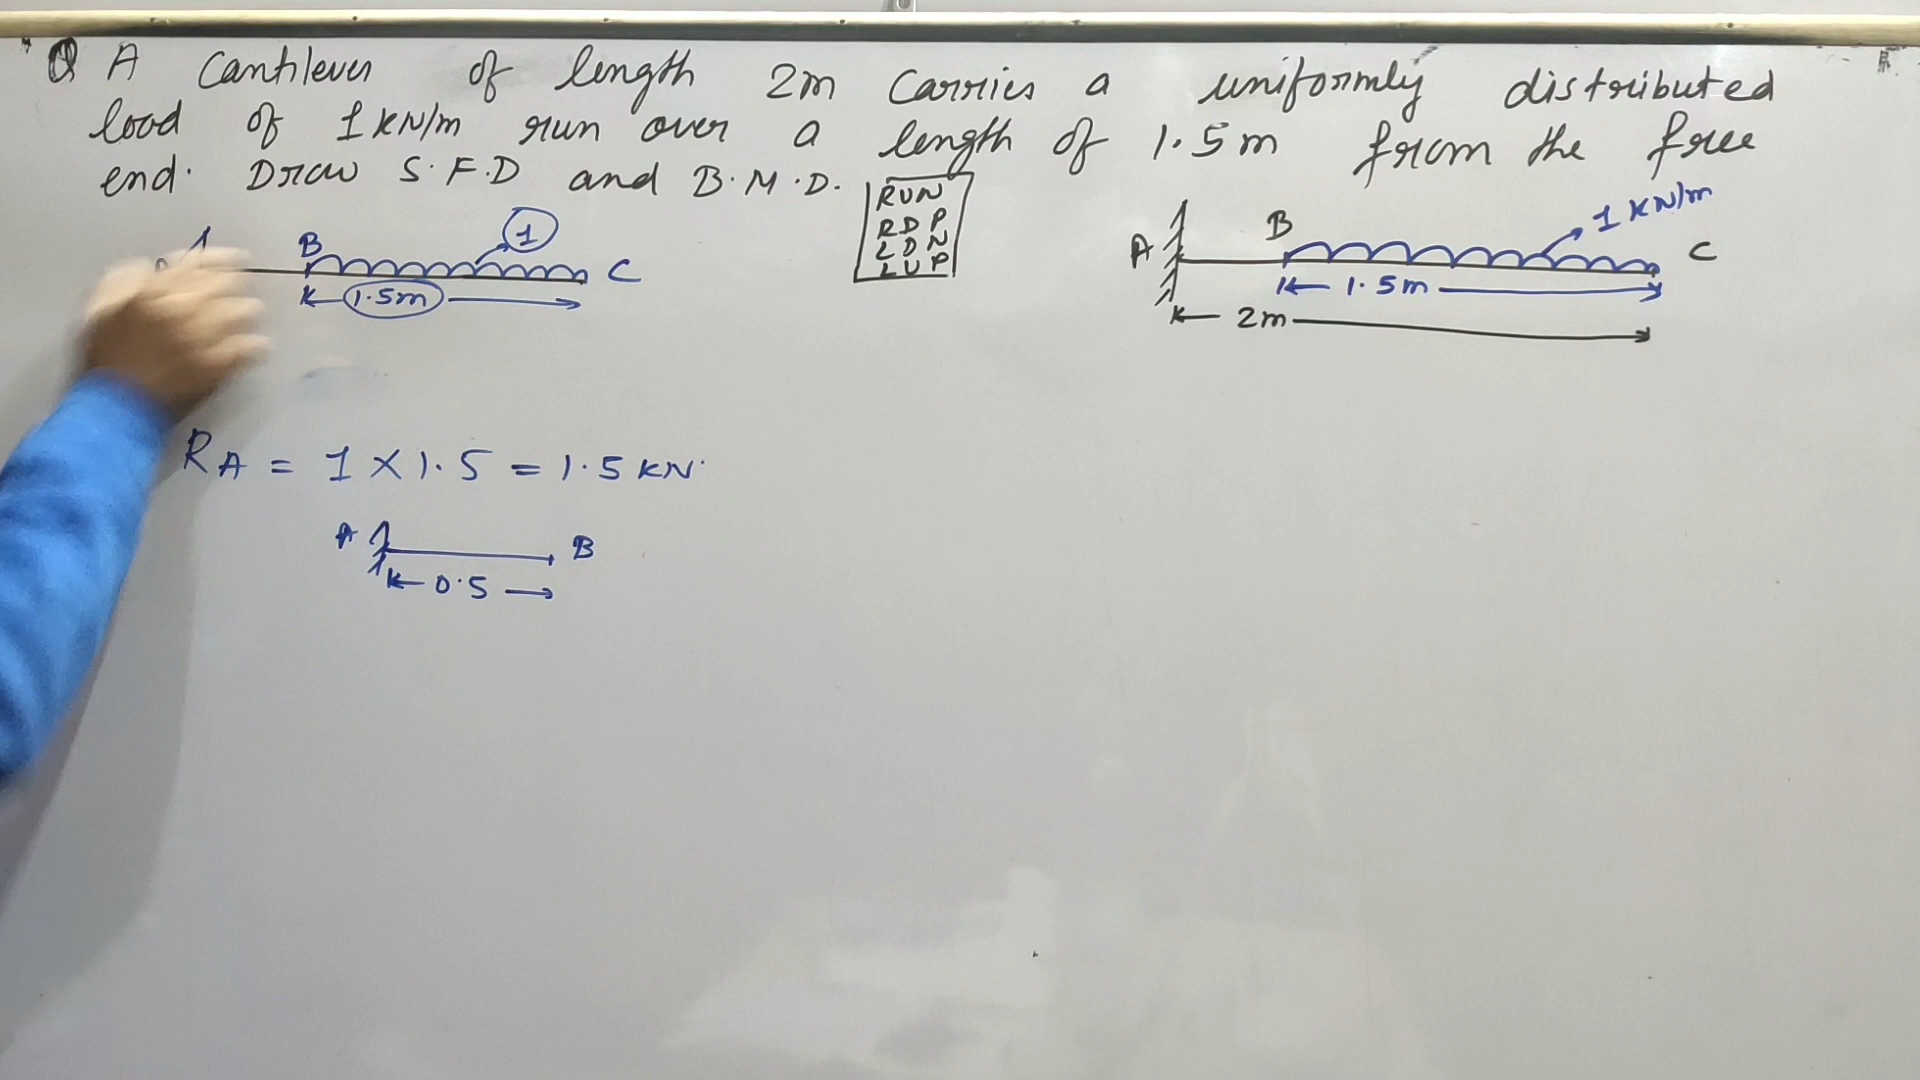 Q A Cantilever of length 2m Carries a uniformly distributed
load of 1 KN/m run over a length of 1.5m from the free
end. Draw S.F.D and B.M.D.
RUN
RDP
LDN
LUP
B 1 C
1.5m
A B 1 KN/m C
1.5m
2m
RA = 1 X 1.5 = 1.5 KN.
A B
0.5